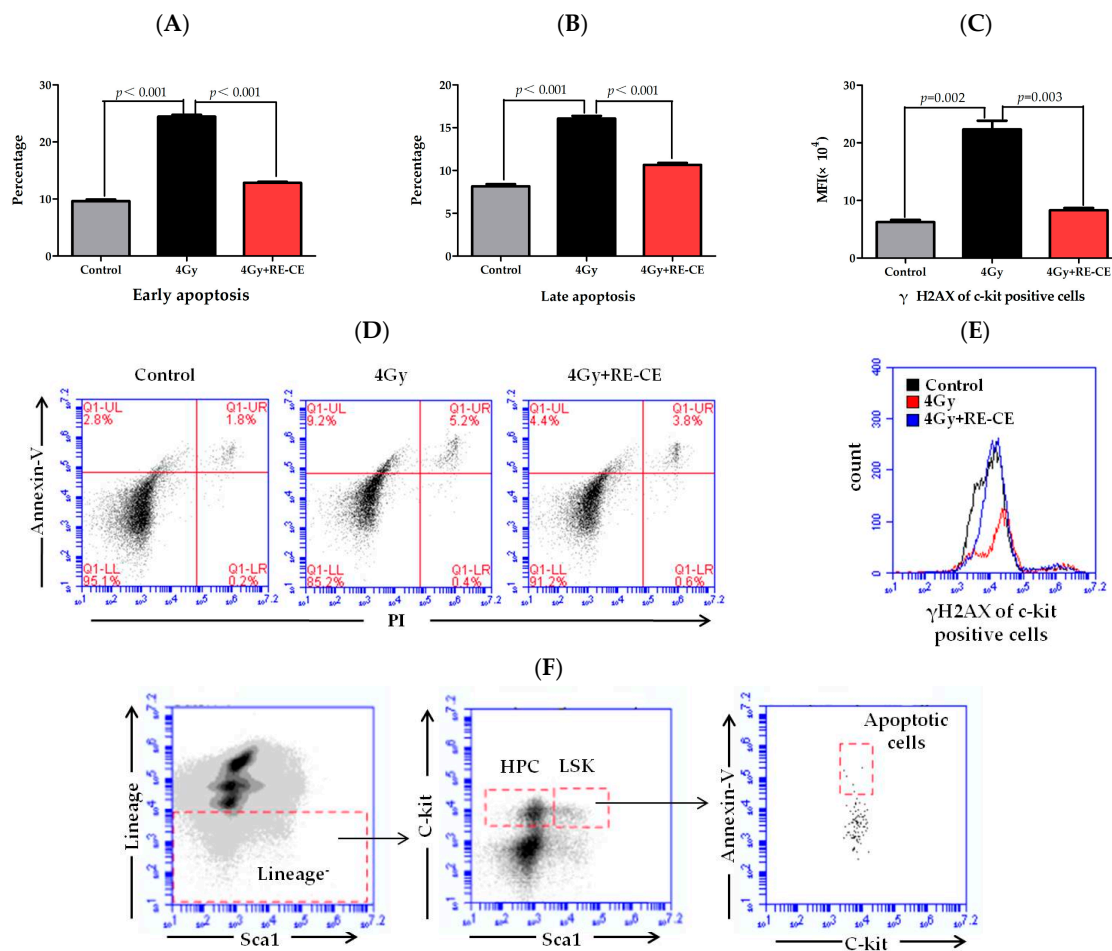 (A) (B) (C)
30
20
10
0
Percentage
p< 0.001 p< 0.001
Control 4Gy 4Gy+RE-CE
Early apoptosis
20
15
10
5
0
Percentage
p< 0.001 p< 0.001
Control 4Gy 4Gy+RE-CE
Late apoptosis
30
20
10
0
MFI(× 10⁴)
p=0.002 p=0.003
Control 4Gy 4Gy+RE-CE
γ H2AX of c-kit positive cells
(D) (E)
Control 4Gy 4Gy+RE-CE
Annexin-V
Q1-UL Q1-UR
2.8% 1.8%
Q1-LL Q1-LR
95.1% 0.2%
Q1-UL Q1-UR
9.2% 5.2%
Q1-LL Q1-LR
85.2% 0.4%
Q1-UL Q1-UR
4.4% 3.8%
Q1-LL Q1-LR
91.2% 0.6%
PI
400
300
200
100
0
count
Control
4Gy
4Gy+RE-CE
γH2AX of c-kit
positive cells
(F)
Lineage
Lineage⁻
Sca1
C-kit
HPC LSK
Sca1
Annexin-V
Apoptotic
cells
C-kit